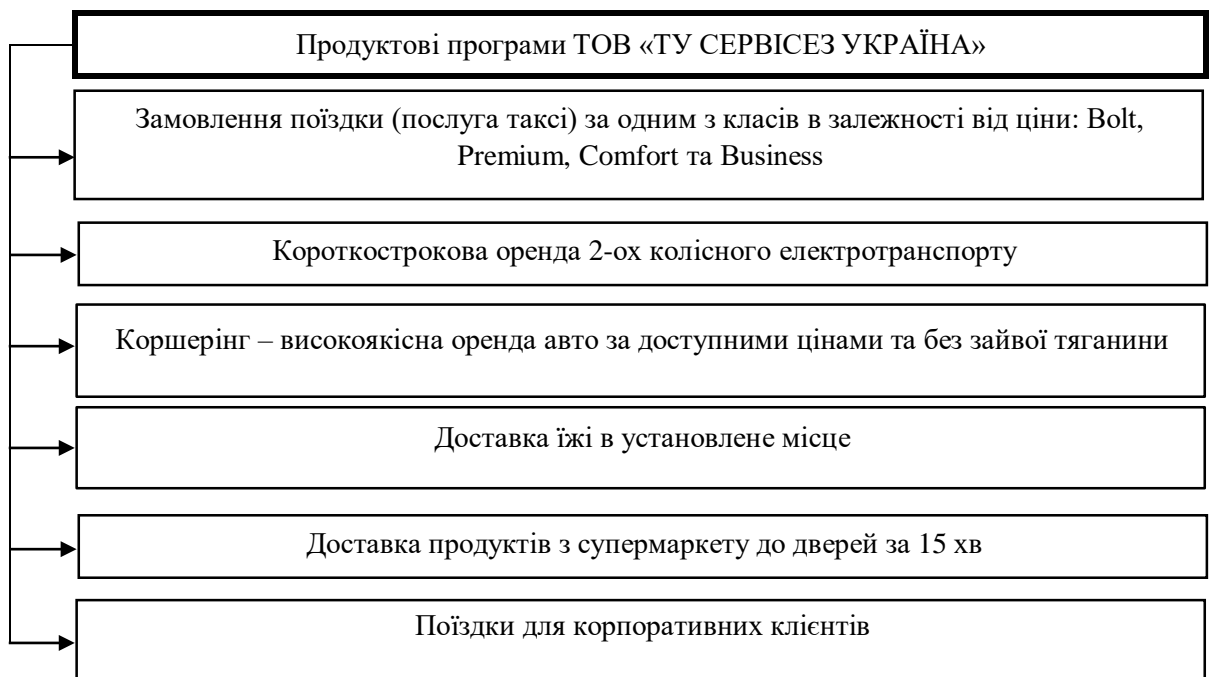 Продуктові програми ТОВ «ТУ СЕРВІСЕЗ УКРАЇНА»
Замовлення поїздки (послуга таксі) за одним з класів в залежності від ціни: Bolt,
Premium, Comfort та Business
Короткострокова оренда 2-ох колісного електротранспорту
Коршерінг – високоякісна оренда авто за доступними цінами та без зайвої тяганини
Доставка їжі в установлене місце
Доставка продуктів з супермаркету до дверей за 15 хв
Поїздки для корпоративних клієнтів